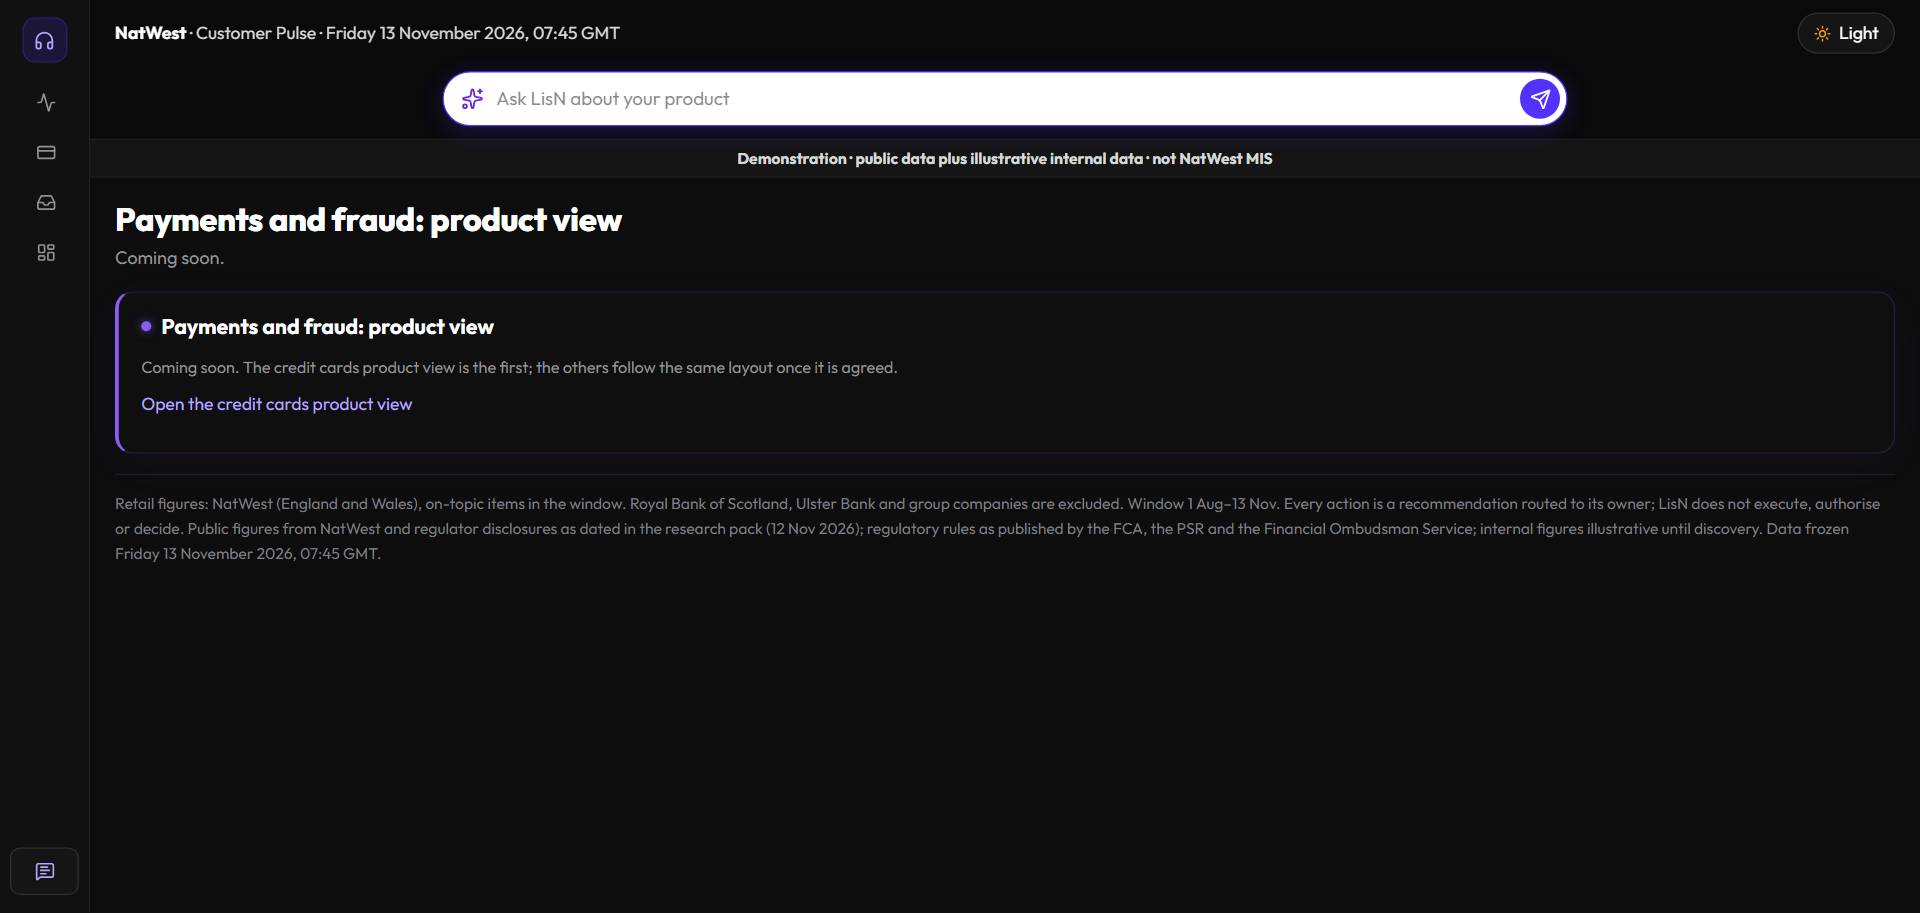 NatWest · Customer Pulse · Friday 13 November 2026, 07:45 GMT
Light
Ask LisN about your product
Demonstration · public data plus illustrative internal data · not NatWest MIS
Payments and fraud: product view
Coming soon.
Payments and fraud: product view
Coming soon. The credit cards product view is the first; the others follow the same layout once it is agreed.
Open the credit cards product view
Retail figures: NatWest (England and Wales), on-topic items in the window. Royal Bank of Scotland, Ulster Bank and group companies are excluded. Window 1 Aug–13 Nov. Every action is a recommendation routed to its owner; LisN does not execute, authorise
or decide. Public figures from NatWest and regulator disclosures as dated in the research pack (12 Nov 2026); regulatory rules as published by the FCA, the PSR and the Financial Ombudsman Service; internal figures illustrative until discovery. Data frozen
Friday 13 November 2026, 07:45 GMT.